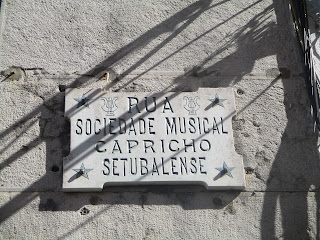 RUA
SOCIEDADE MUSICAL
CAPRICHO
SETUBALENSE